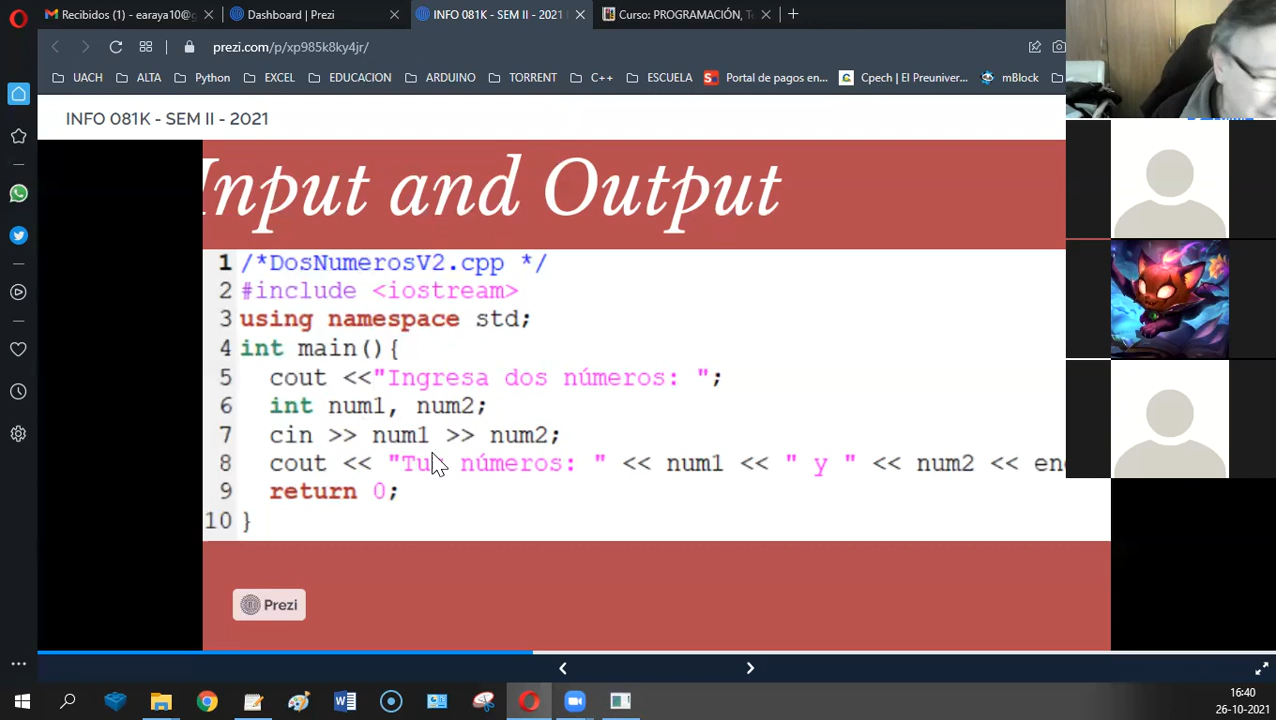 Recibidos (1) - earaya10@g
Dashboard | Prezi
INFO 081K - SEM II - 2021
Curso: PROGRAMACIÓN, T
prezi.com/p/xp985k8ky4jr/
UACH ALTA Python EXCEL EDUCACION ARDUINO TORRENT C++ ESCUELA Portal de pagos en... Cpech | El Preuniver... mBlock
INFO 081K - SEM II - 2021
Input and Output
1 /*DosNumerosV2.cpp */
2 #include <iostream>
3 using namespace std;
4 int main(){
5 cout <<"Ingresa dos números: ";
6 int num1, num2;
7 cin >> num1 >> num2;
8 cout << "Tu números: " << num1 << " y " << num2 << en
9 return 0;
10 }
Prezi
16:40
26-10-2021